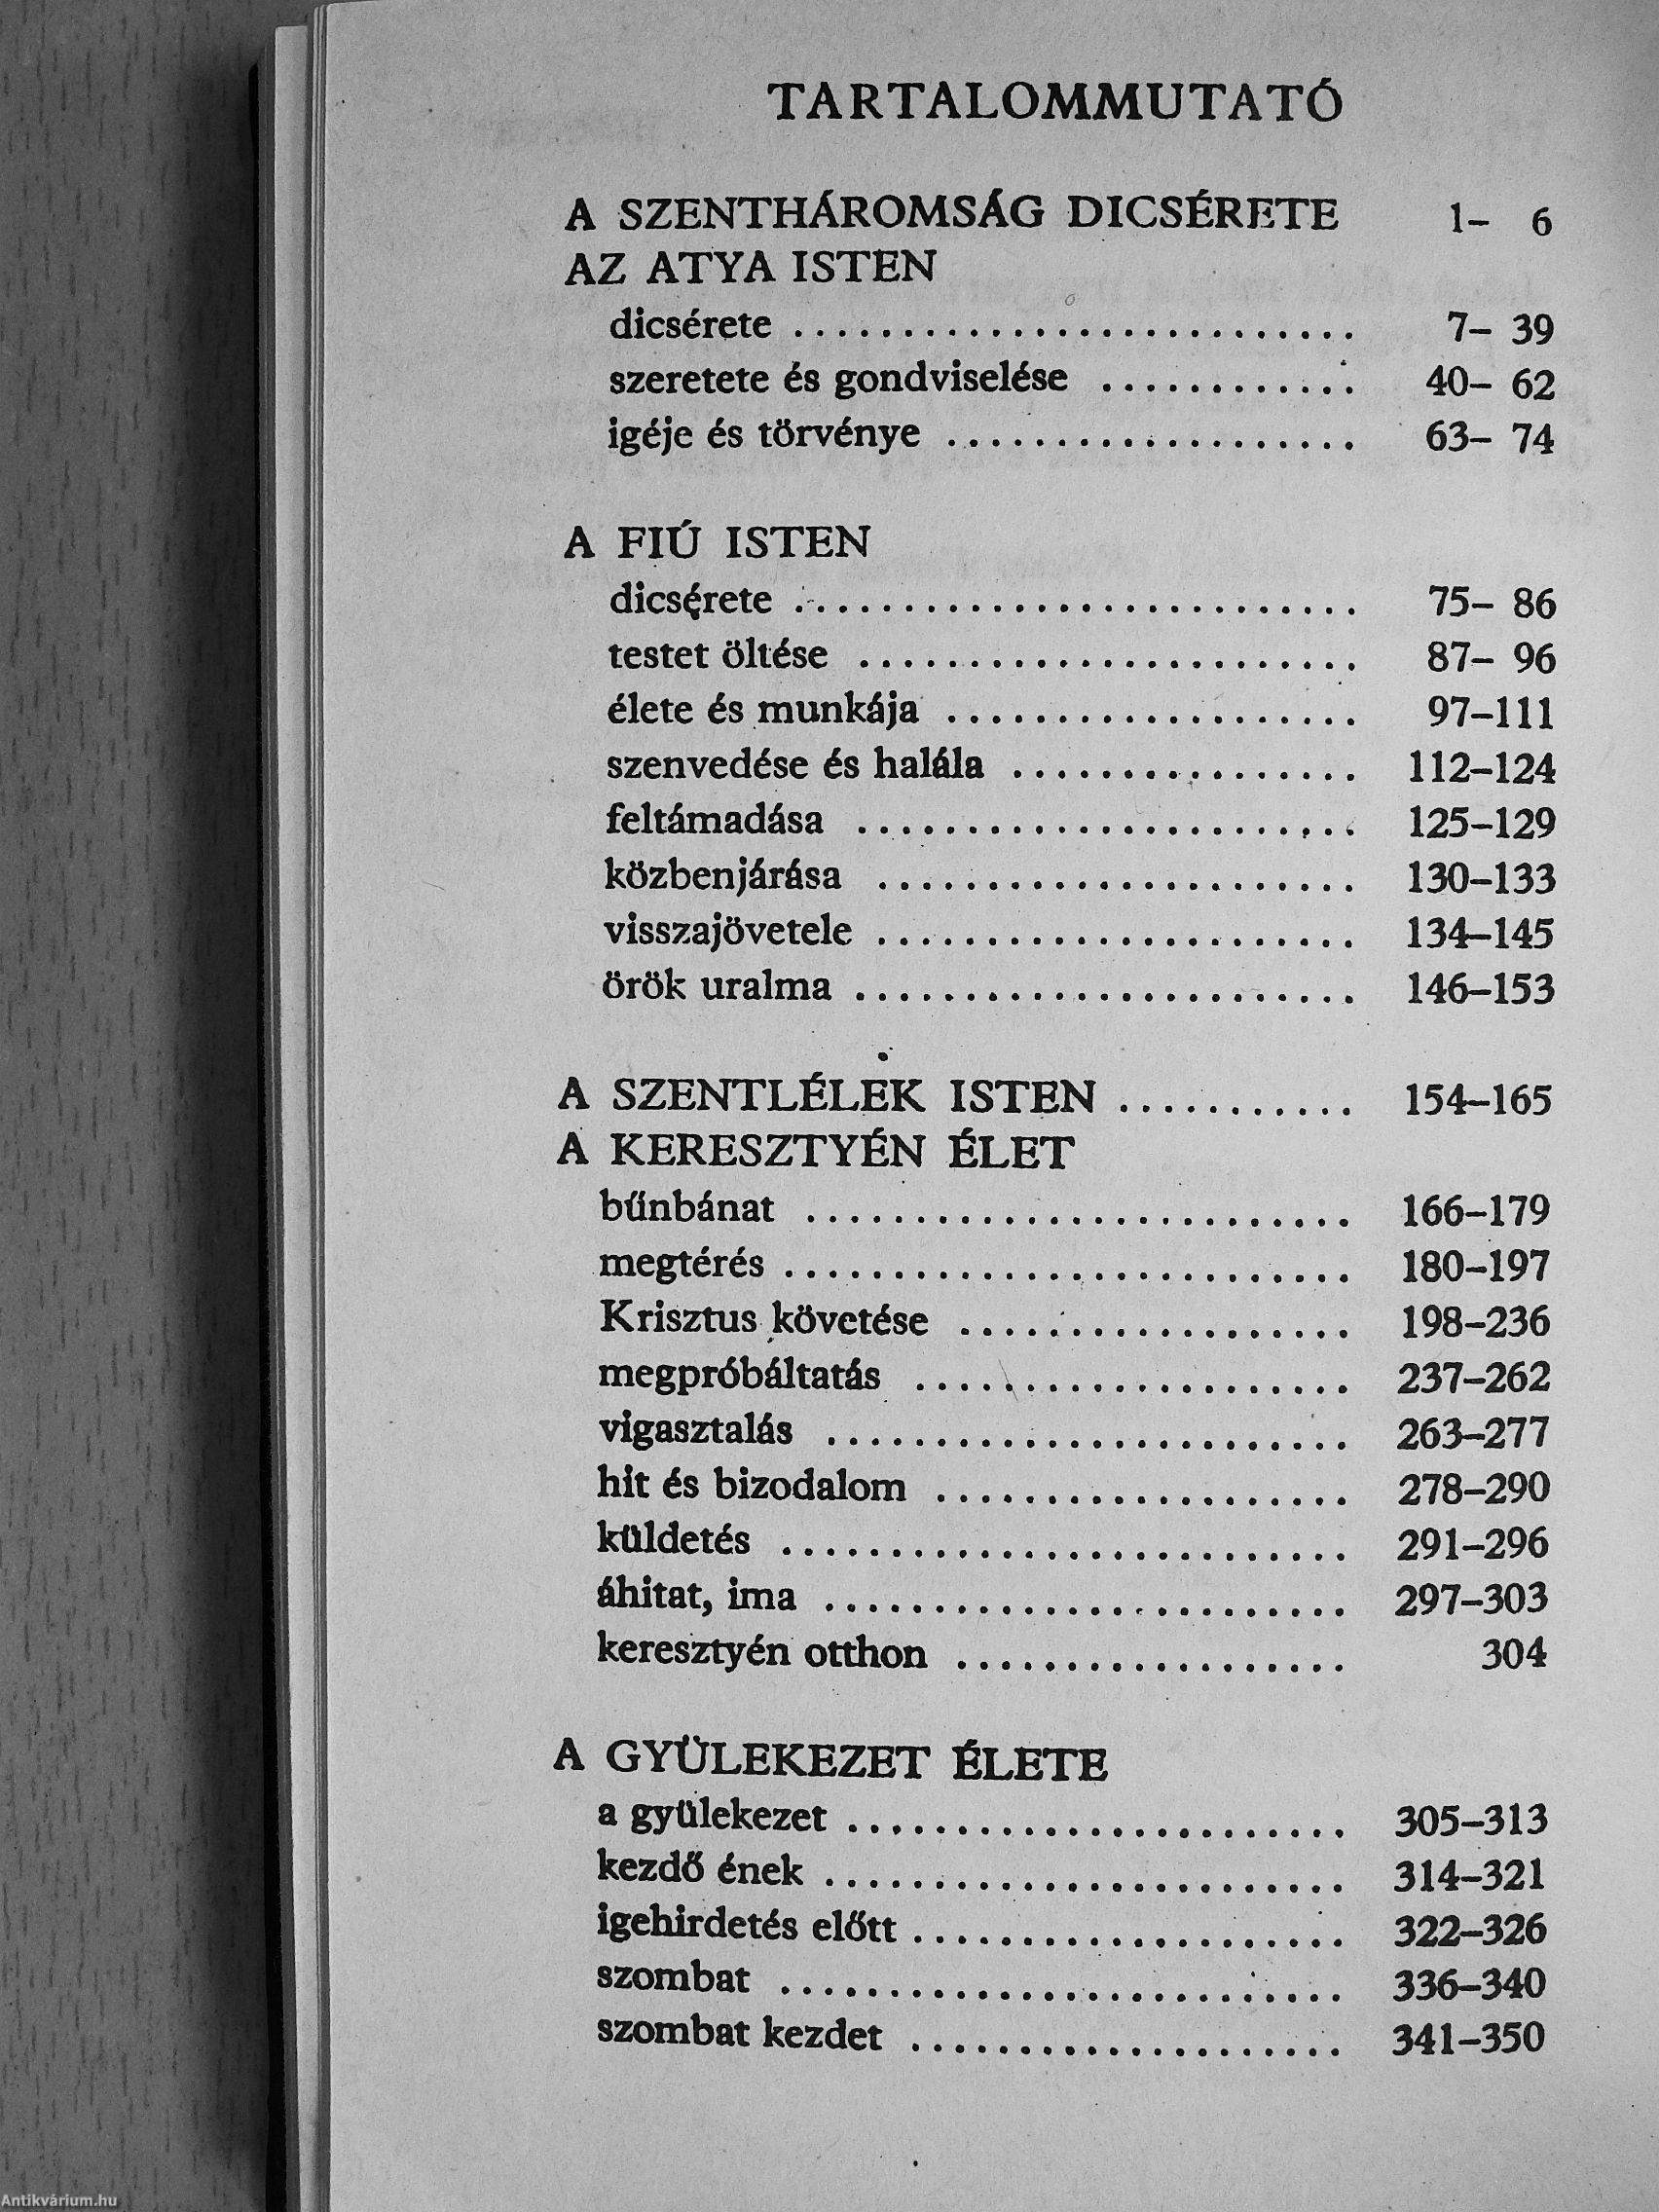 TARTALOMMUTATÓ
A SZENTHÁROMSÁG DICSÉRETE 1– 6
AZ ATYA ISTEN
dicsérete .......................... 7– 39
szeretete és gondviselése ............ 40– 62
igéje és törvénye ................... 63– 74
A FIÚ ISTEN
dicsérete .......................... 75– 86
testet öltése ....................... 87– 96
élete és munkája ................... 97–111
szenvedése és halála ................ 112–124
feltámadása ....................... 125–129
közbenjárása ...................... 130–133
visszajövetele ...................... 134–145
örök uralma ....................... 146–153
A SZENTLÉLEK ISTEN ........... 154–165
A KERESZTYÉN ÉLET
bűnbánat ......................... 166–179
megtérés .......................... 180–197
Krisztus követése .................. 198–236
megpróbáltatás .................... 237–262
vigasztalás ........................ 263–277
hit és bizodalom ................... 278–290
küldetés .......................... 291–296
áhitat, ima ........................ 297–303
keresztyén otthon .................. 304
A GYÜLEKEZET ÉLETE
a gyülekezet ....................... 305–313
kezdő ének ........................ 314–321
igehirdetés előtt .................... 322–326
szombat .......................... 336–340
szombat kezdet .................... 341–350
Antikvárium.hu